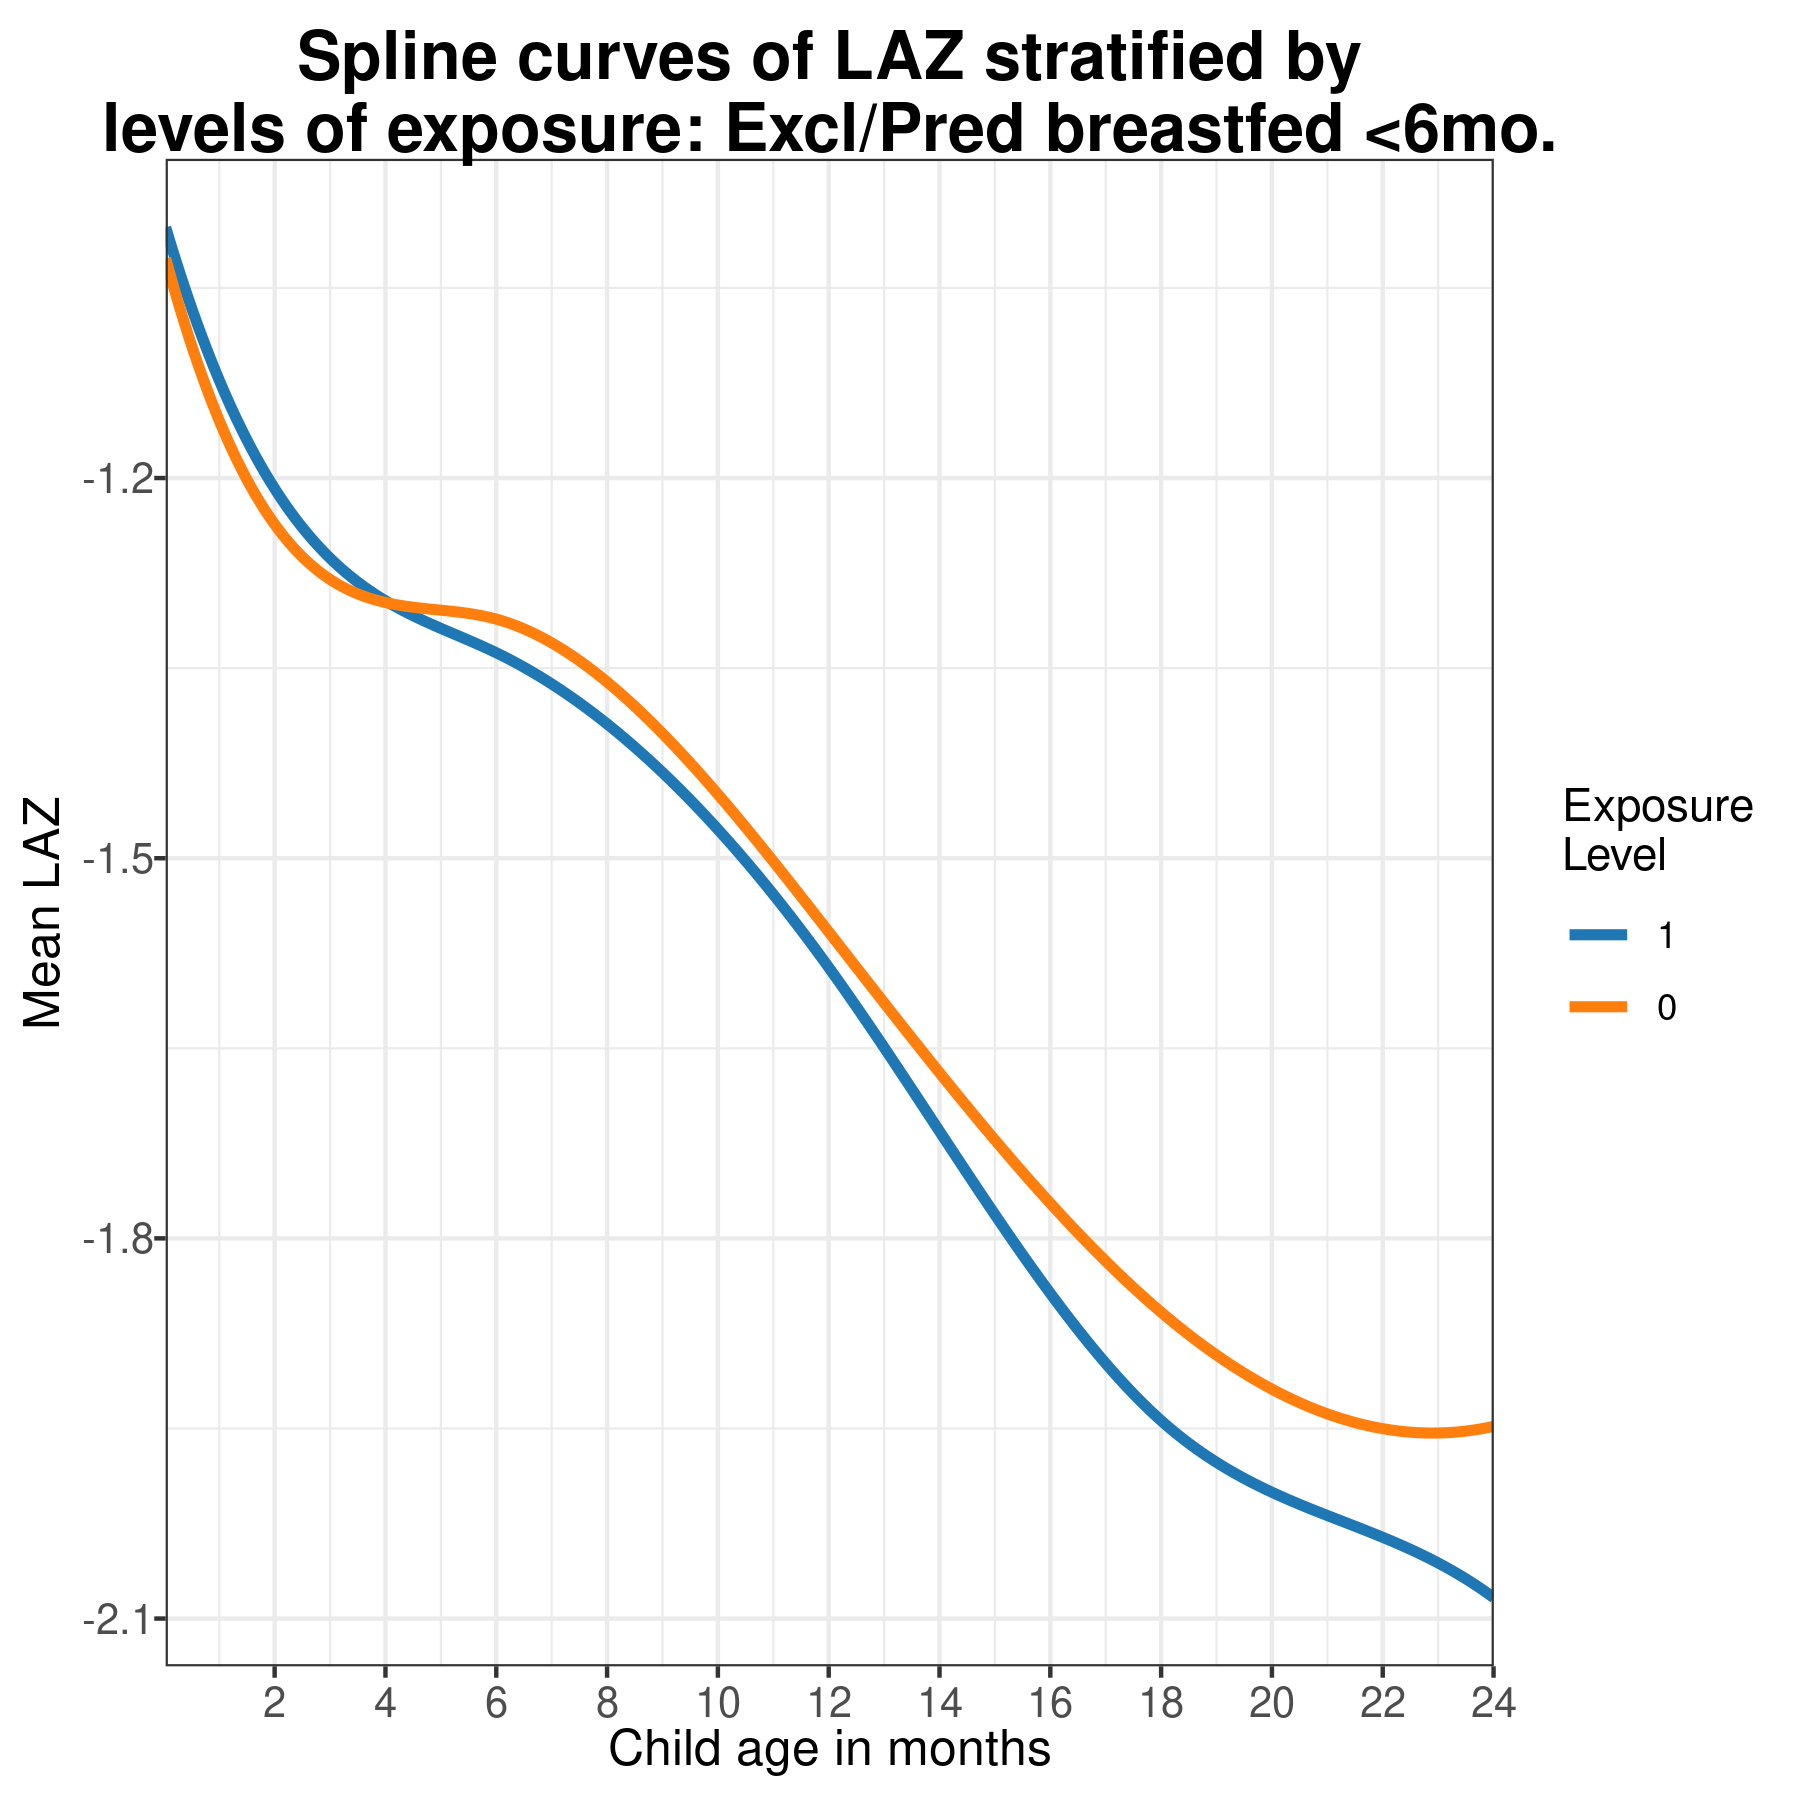 Spline curves of LAZ stratified by
levels of exposure: Excl/Pred breastfed <6mo.
Mean LAZ
-1.2
-1.5
-1.8
-2.1
2 4 6 8 10 12 14 16 18 20 22 24
Child age in months
Exposure
Level
1
0